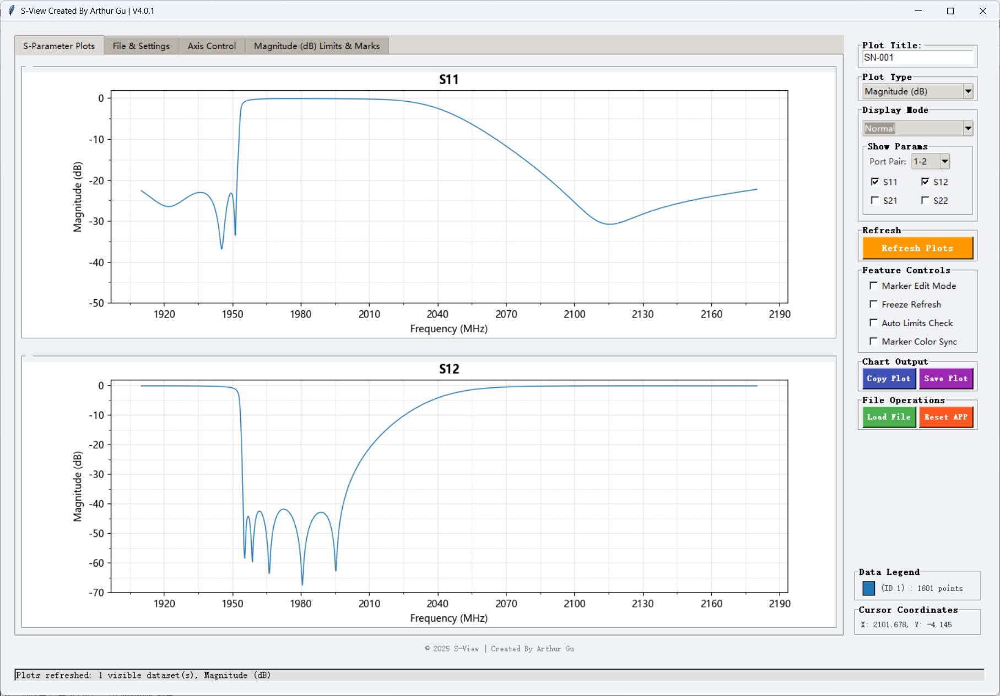 S-View Created By Arthur Gu | V4.0.1
S-Parameter Plots
File & Settings
Axis Control
Magnitude (dB) Limits & Marks
S11
0
-10
-20
-30
-40
-50
Magnitude (dB)
1920 1950 1980 2010 2040 2070 2100 2130 2160 2190
Frequency (MHz)
S12
0
-10
-20
-30
-40
-50
-60
-70
Magnitude (dB)
1920 1950 1980 2010 2040 2070 2100 2130 2160 2190
Frequency (MHz)
Plot Title:
SN-001
Plot Type
Magnitude (dB)
Display Mode
Normal
Show Params
Port Pair: 1-2
S11 S12
S21 S22
Refresh
Refresh Plots
Feature Controls
Marker Edit Mode
Freeze Refresh
Auto Limits Check
Marker Color Sync
Chart Output
Copy Plot Save Plot
File Operations
Load File Reset APP
Data Legend
(ID 1) : 1601 points
Cursor Coordinates
X: 2101.678, Y: -4.145
© 2025 S-View | Created By Arthur Gu
Plots refreshed: 1 visible dataset(s), Magnitude (dB)